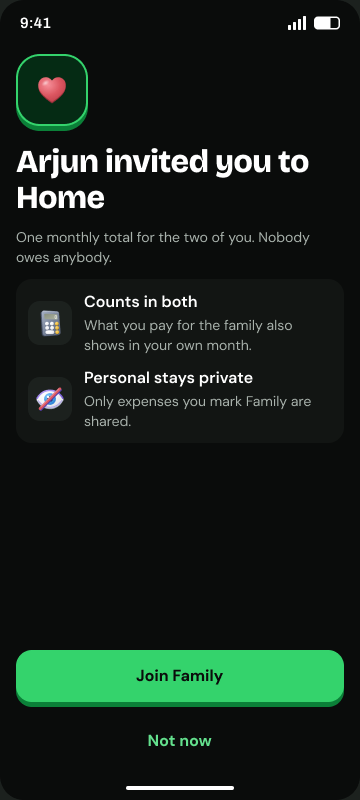 9:41
Arjun invited you to
Home
One monthly total for the two of you. Nobody
owes anybody.
Counts in both
What you pay for the family also
shows in your own month.
Personal stays private
Only expenses you mark Family are
shared.
Join Family
Not now